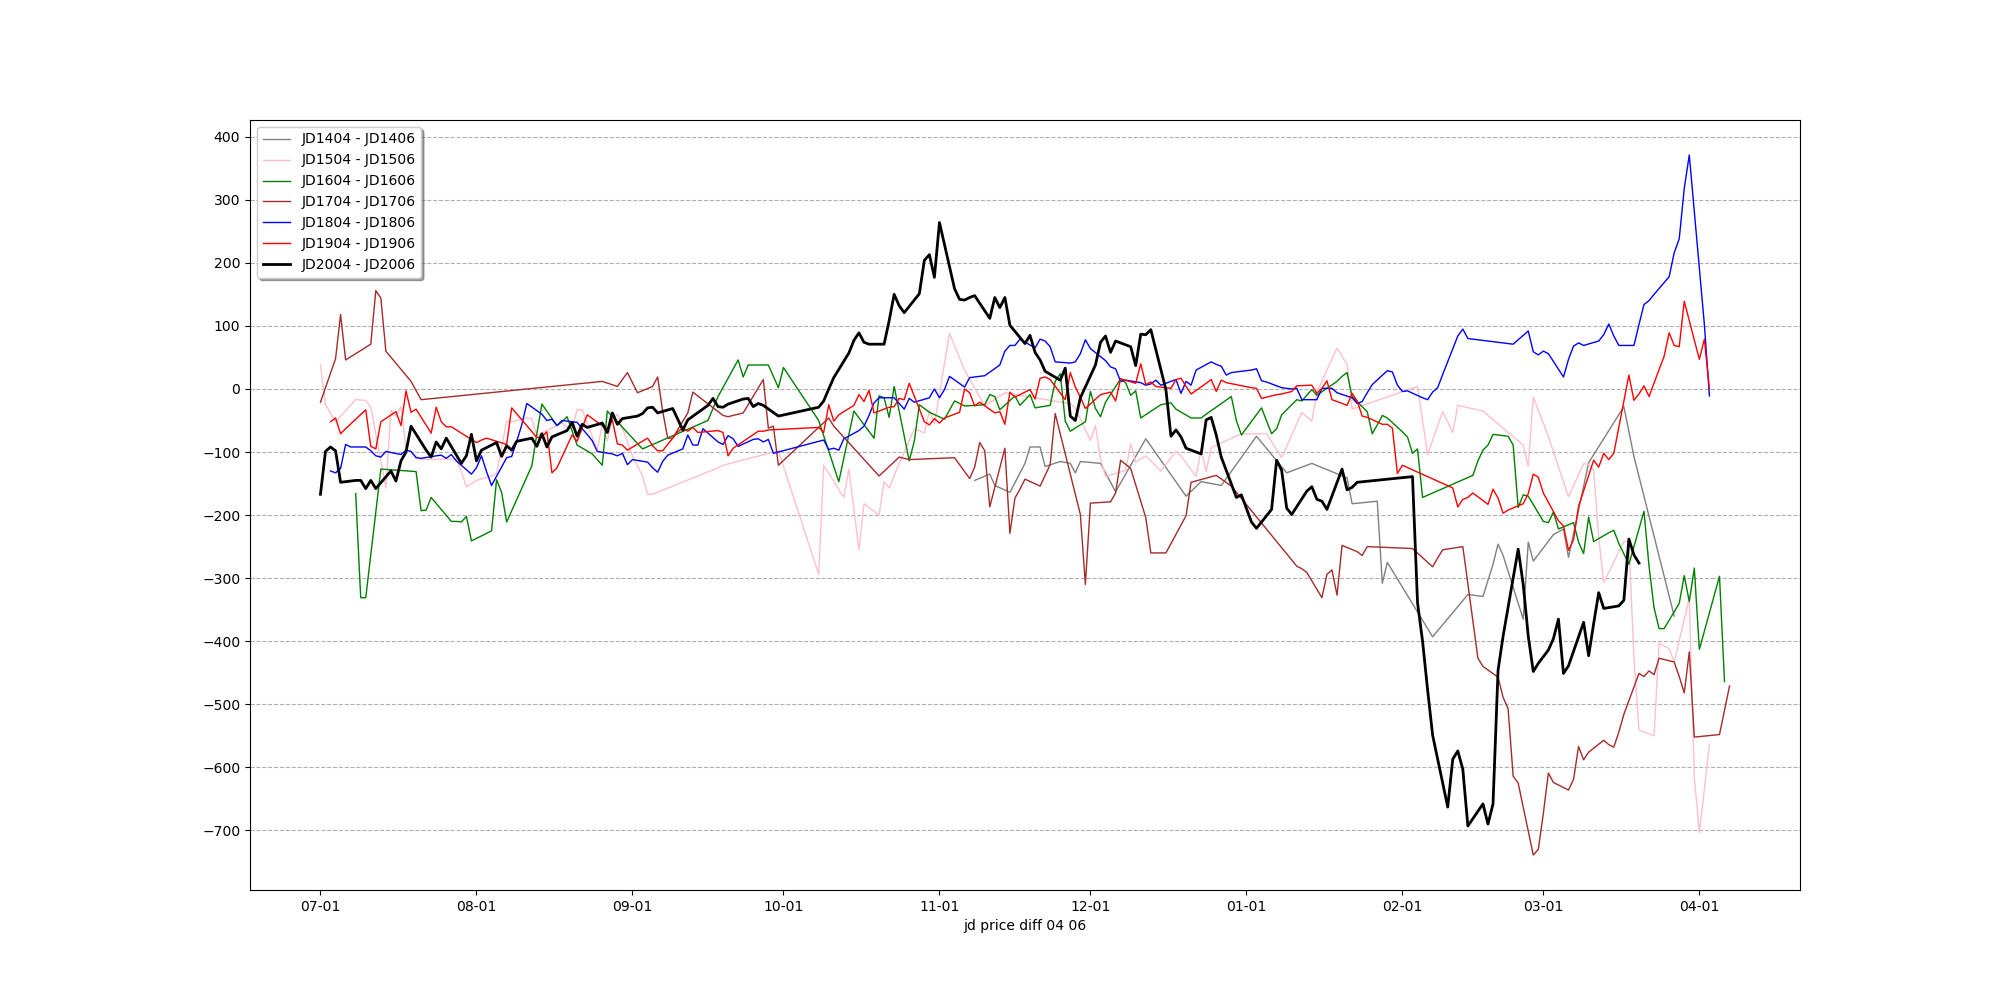 JD1404 - JD1406
JD1504 - JD1506
JD1604 - JD1606
JD1704 - JD1706
JD1804 - JD1806
JD1904 - JD1906
JD2004 - JD2006
400
300
200
100
0
−100
−200
−300
−400
−500
−600
−700
07-01 08-01 09-01 10-01 11-01 12-01 01-01 02-01 03-01 04-01
jd price diff 04 06